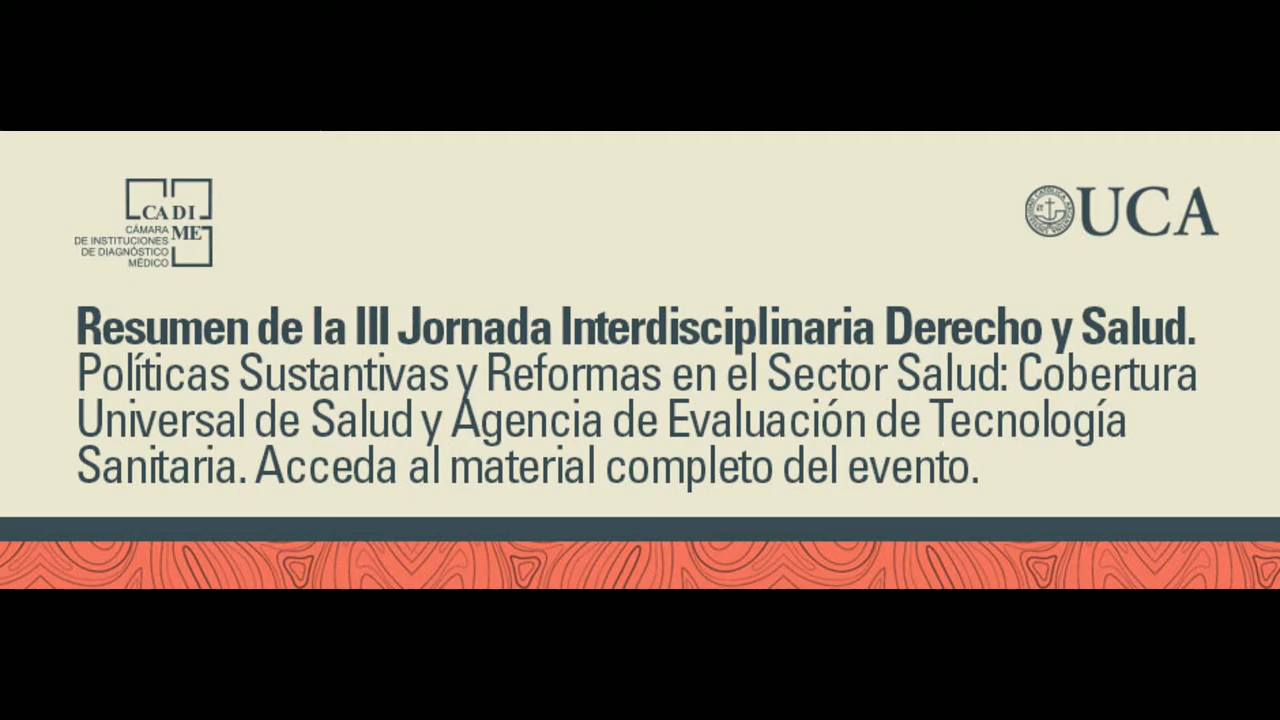 CADI
ME
CÁMARA
DE INSTITUCIONES
DE DIAGNÓSTICO
MÉDICO
UCA
Resumen de la III Jornada Interdisciplinaria Derecho y Salud.
Políticas Sustantivas y Reformas en el Sector Salud: Cobertura
Universal de Salud y Agencia de Evaluación de Tecnología
Sanitaria. Acceda al material completo del evento.